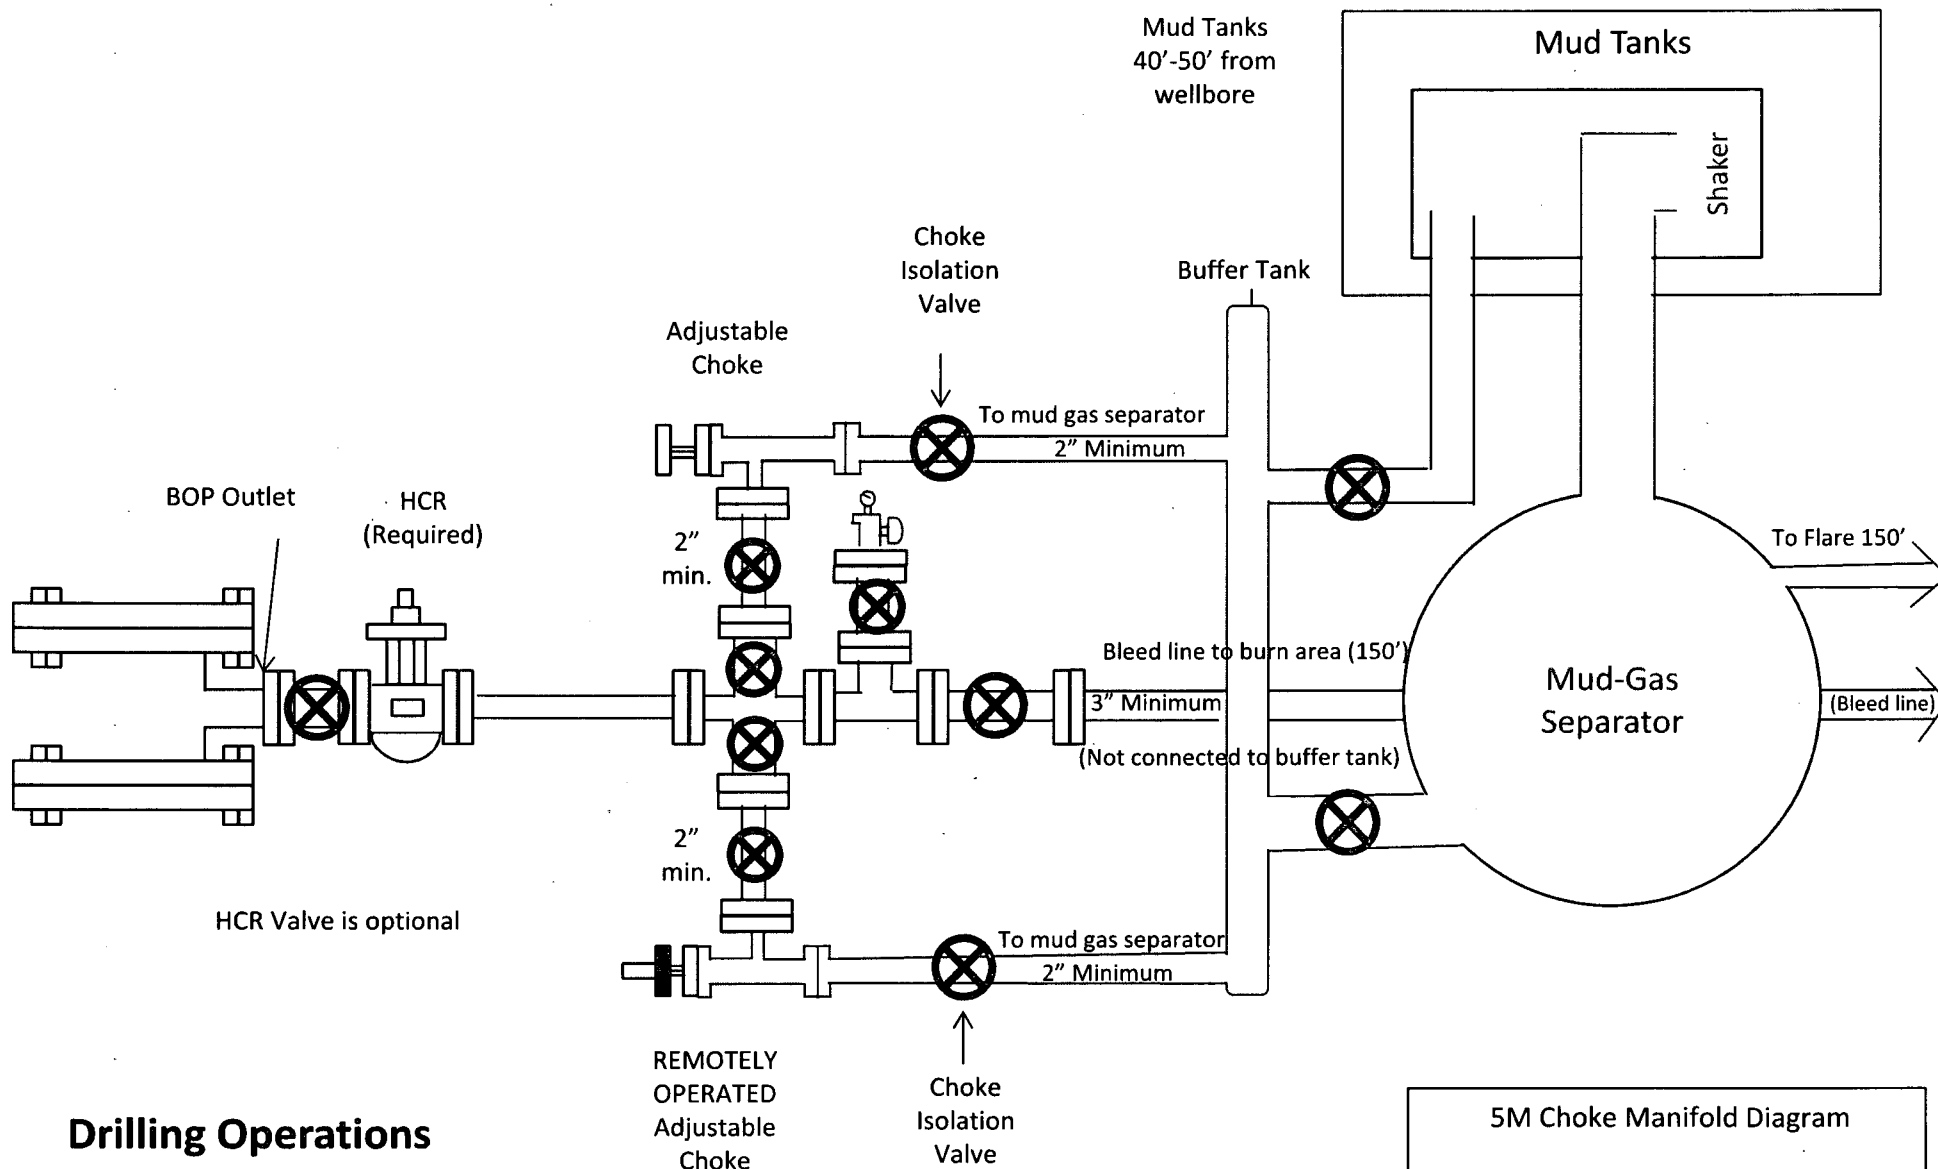 Mud Tanks
40'-50' from
wellbore
Mud Tanks
Shaker
Choke
Isolation
Valve
Buffer Tank
Adjustable
Choke
To mud gas separator
2" Minimum
BOP Outlet
HCR
(Required)
2"
min.
To Flare 150'
Bleed line to burn area (150')
3" Minimum
(Not connected to buffer tank)
Mud-Gas
Separator
(Bleed line)
2"
min.
HCR Valve is optional
To mud gas separator
2" Minimum
REMOTELY
OPERATED
Adjustable
Choke
Choke
Isolation
Valve
Drilling Operations
5M Choke Manifold Diagram